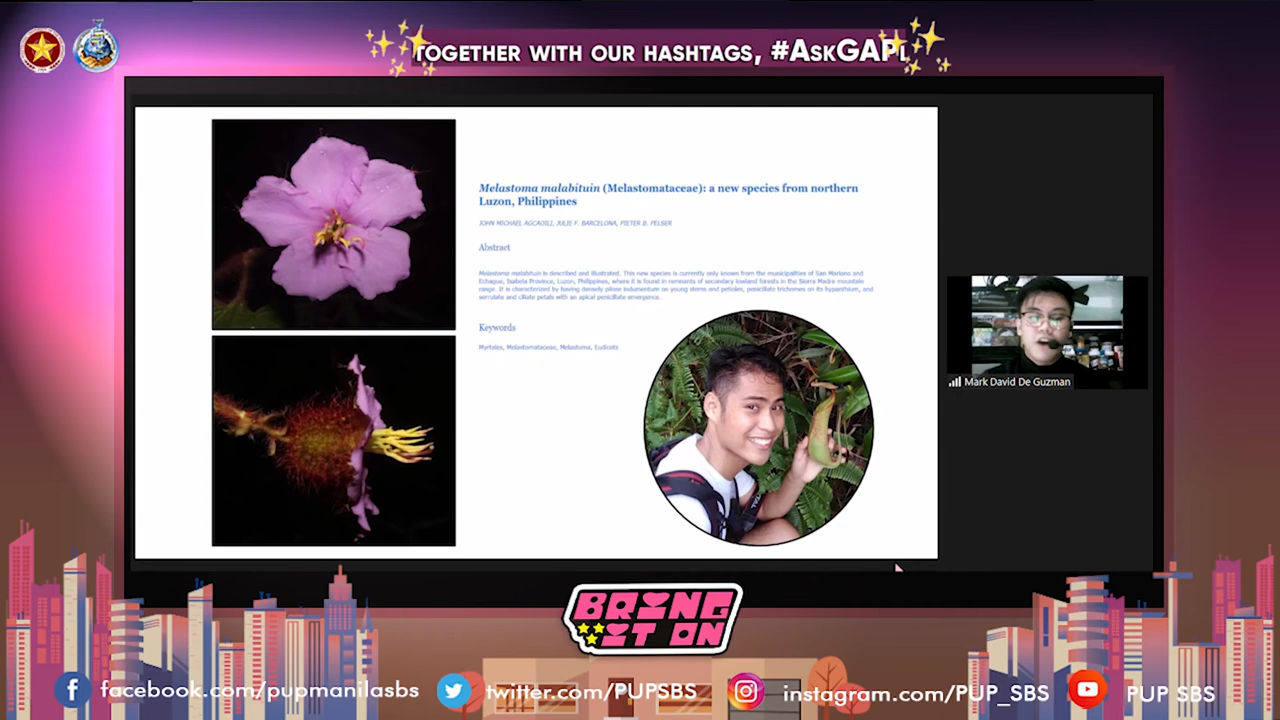 TOGETHER WITH OUR HASHTAGS, #ASKGAPL
Melastoma malabituin (Melastomataceae): a new species from northern
Luzon, Philippines
JOHN MICHAEL AGCAOILI, JULIE F. BARCELONA, PIETER B. PELSER
Abstract
Melastoma malabituin is described and illustrated. This new species is currently only known from the municipalities of San Mariano and
Echague, Isabela Province, Luzon, Philippines, where it is found in remnants of secondary lowland forests in the Sierra Madre mountain
range. It is characterized by having densely pilose indumentum on young stems and petioles, penicillate trichomes on its hypanthium, and
serrulate and ciliate petals with an apical penicillate emergence.
Keywords
Myrtales, Melastomataceae, Melastoma, Eudicots
Mark David De Guzman
BRING
IT ON
facebook.com/pupmanilasbs
twitter.com/PUPSBS
instagram.com/PUP_SBS
PUP SBS